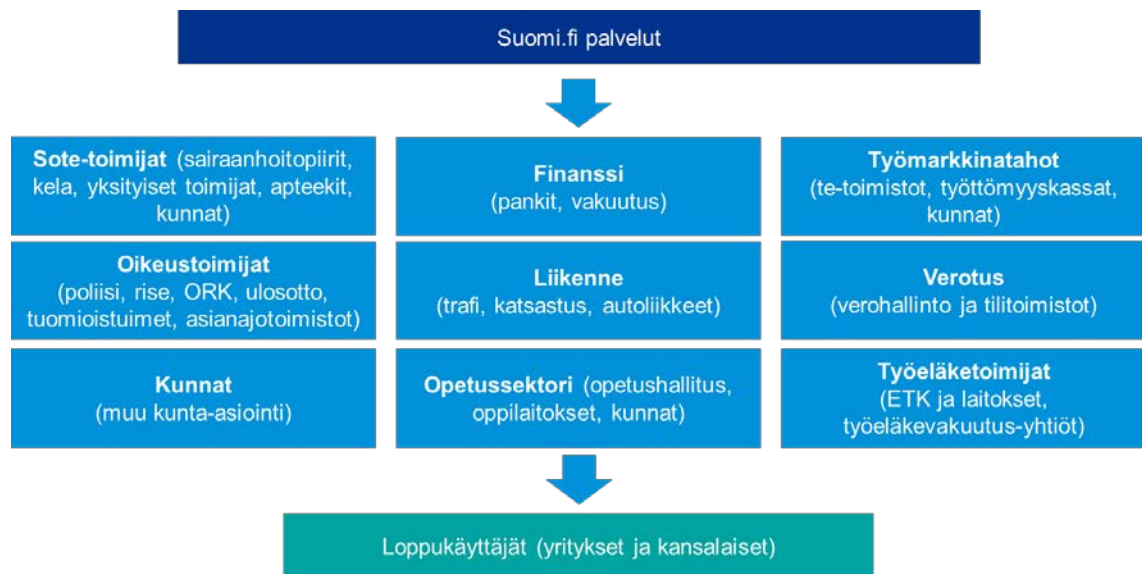 Suomi.fi palvelut
Sote-toimijat (sairaanhoitopiirit,
kela, yksityiset toimijat, apteekit,
kunnat)
Finanssi
(pankit, vakuutus)
Työmarkkinatahot
(te-toimistot, työttömyyskassat,
kunnat)
Oikeustoimijat
(poliisi, rise, ORK, ulosotto,
tuomioistuimet, asianajotoimistot)
Liikenne
(trafi, katsastus, autoliikkeet)
Verotus
(verohallinto ja tilitoimistot)
Kunnat
(muu kunta-asiointi)
Opetussektori (opetushallitus,
oppilaitokset, kunnat)
Työeläketoimijat
(ETK ja laitokset,
työeläkevakuutus-yhtiöt)
Loppukäyttäjät (yritykset ja kansalaiset)